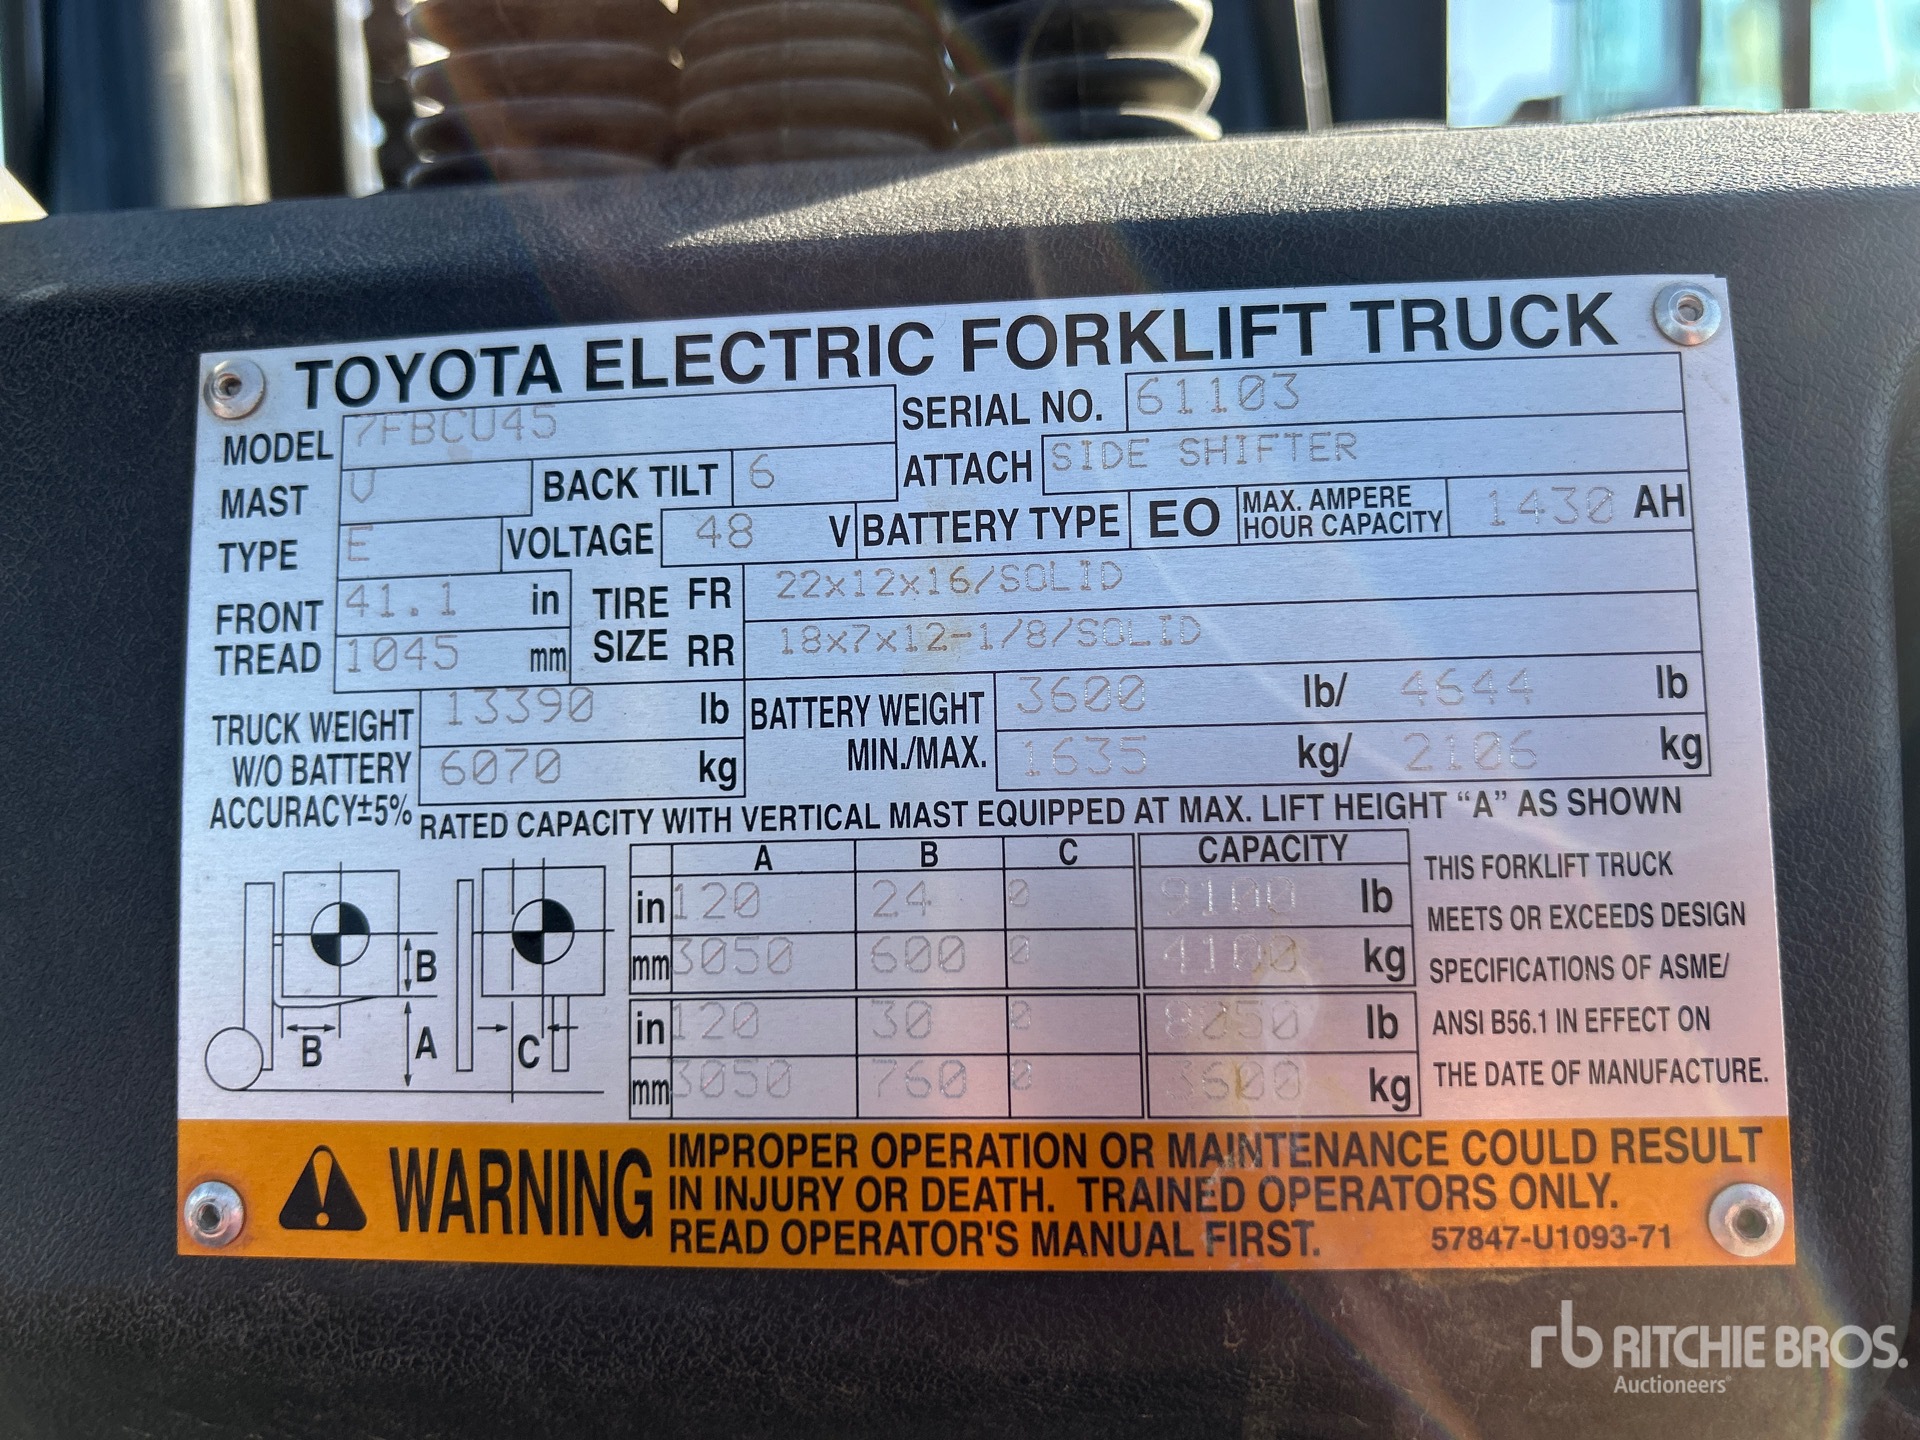 TOYOTA ELECTRIC FORKLIFT TRUCK
MODEL 7FBCU45 SERIAL NO. 61103
MAST V BACK TILT 6 ATTACH SIDE SHIFTER
TYPE E VOLTAGE 48 V BATTERY TYPE EO MAX. AMPERE HOUR CAPACITY 1430 AH
FRONT TREAD 41.1 in TIRE SIZE FR 22x12x16/SOLID
1045 mm RR 18x7x12-1/8/SOLID
TRUCK WEIGHT W/O BATTERY ACCURACY±5% 13390 lb BATTERY WEIGHT MIN./MAX. 3600 lb/ 4644 lb
6070 kg 1635 kg/ 2106 kg
RATED CAPACITY WITH VERTICAL MAST EQUIPPED AT MAX. LIFT HEIGHT "A" AS SHOWN
A B C CAPACITY
in 120 24 0 9100 lb
mm 3050 600 0 4100 kg
in 120 30 0 8050 lb
mm 3050 760 0 3600 kg
B
B A C
THIS FORKLIFT TRUCK
MEETS OR EXCEEDS DESIGN
SPECIFICATIONS OF ASME/
ANSI B56.1 IN EFFECT ON
THE DATE OF MANUFACTURE.
WARNING
IMPROPER OPERATION OR MAINTENANCE COULD RESULT
IN INJURY OR DEATH. TRAINED OPERATORS ONLY.
READ OPERATOR'S MANUAL FIRST. 57847-U1093-71
rb RITCHIE BROS.
Auctioneers